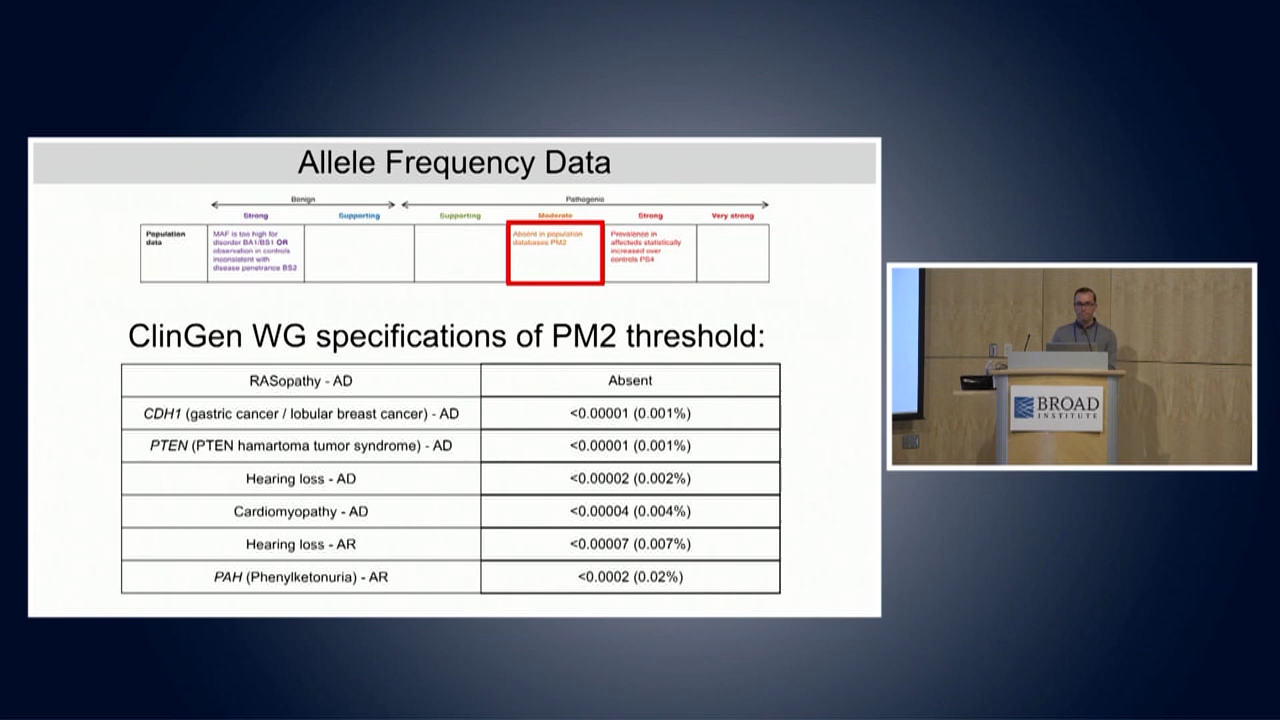 Allele Frequency Data
Benign
Pathogenic
Strong
Supporting
Supporting
Moderate
Strong
Very strong
Population
data
MAF is too high for
disorder BA1/BS1 OR
observation in controls
inconsistent with
disease penetrance BS2
Absent in population
databases PM2
Prevalence in
affecteds statistically
increased over
controls PS4
ClinGen WG specifications of PM2 threshold:
RASopathy - AD Absent
CDH1 (gastric cancer / lobular breast cancer) - AD <0.00001 (0.001%)
PTEN (PTEN hamartoma tumor syndrome) - AD <0.00001 (0.001%)
Hearing loss - AD <0.00002 (0.002%)
Cardiomyopathy - AD <0.00004 (0.004%)
Hearing loss - AR <0.00007 (0.007%)
PAH (Phenylketonuria) - AR <0.0002 (0.02%)
BROAD
INSTITUTE